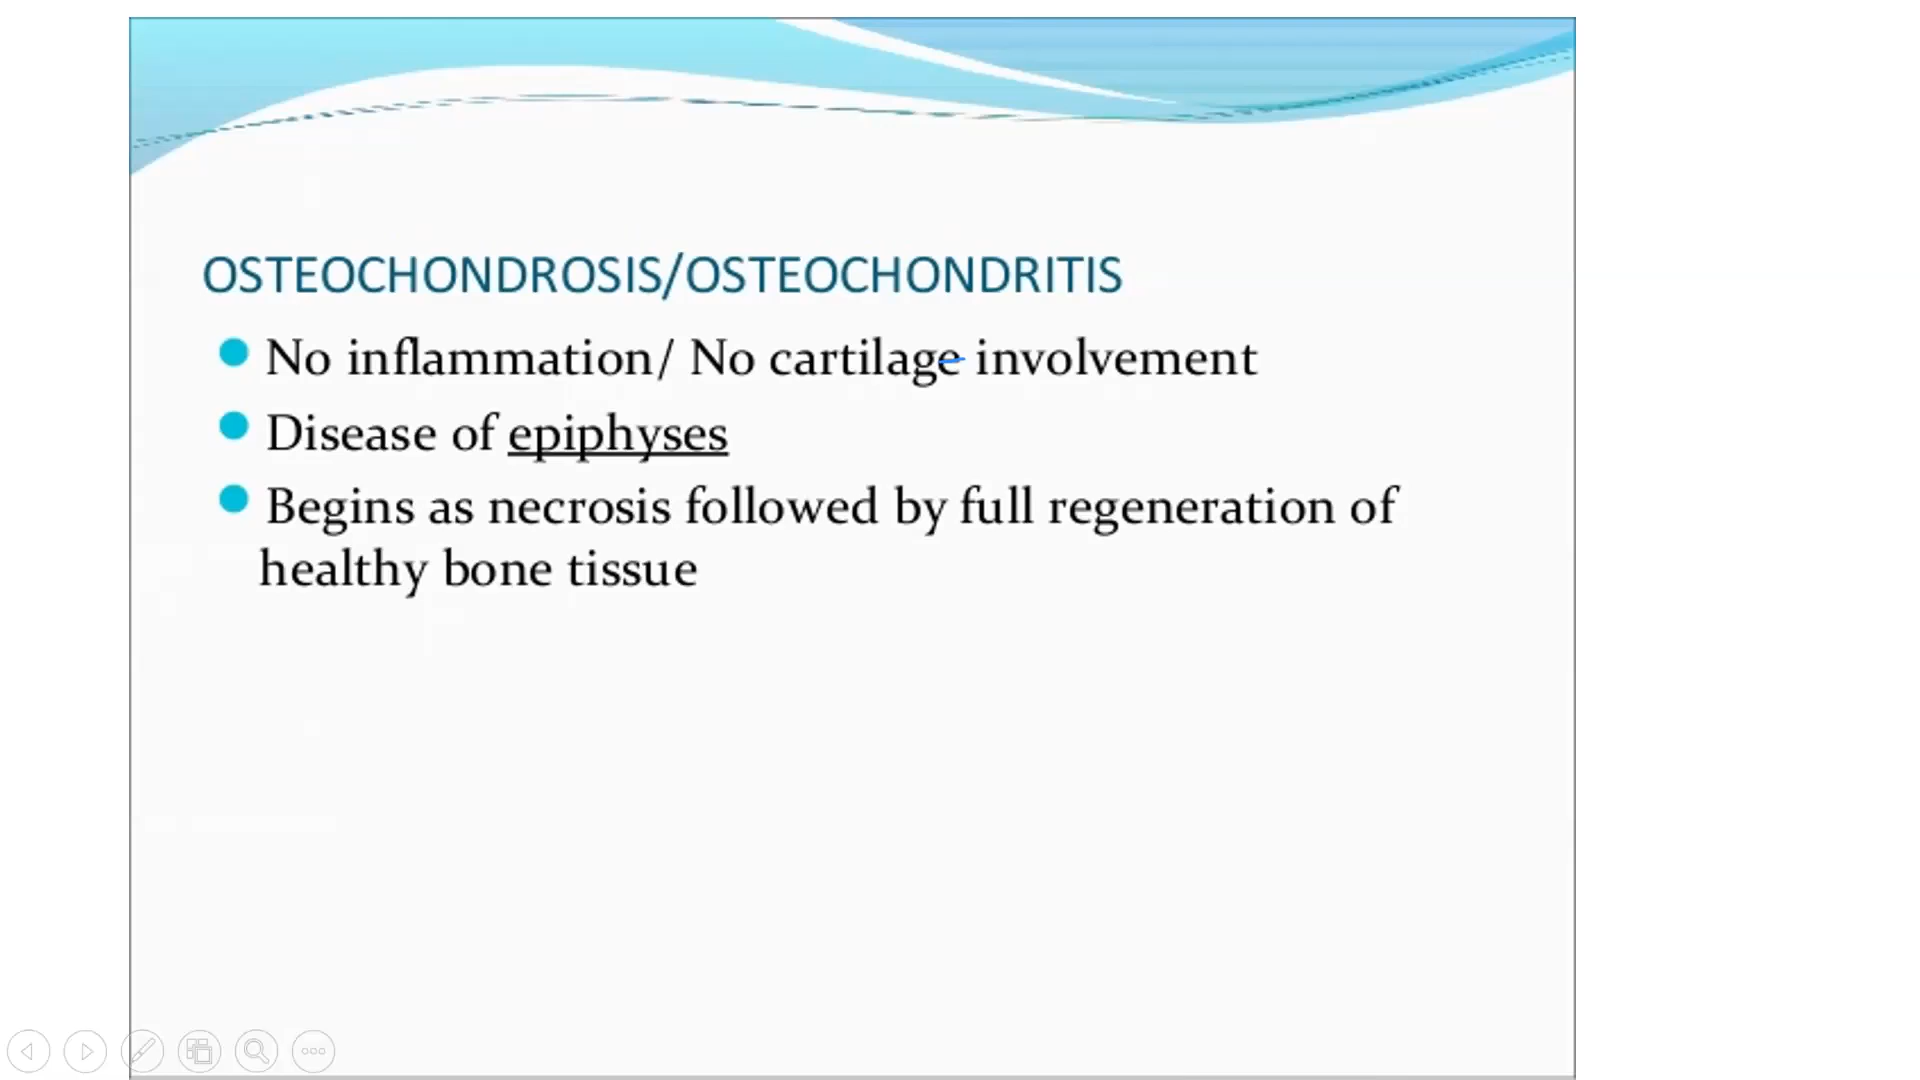 OSTEOCHONDROSIS/OSTEOCHONDRITIS
No inflammation/ No cartilage involvement
Disease of epiphyses
Begins as necrosis followed by full regeneration of
healthy bone tissue